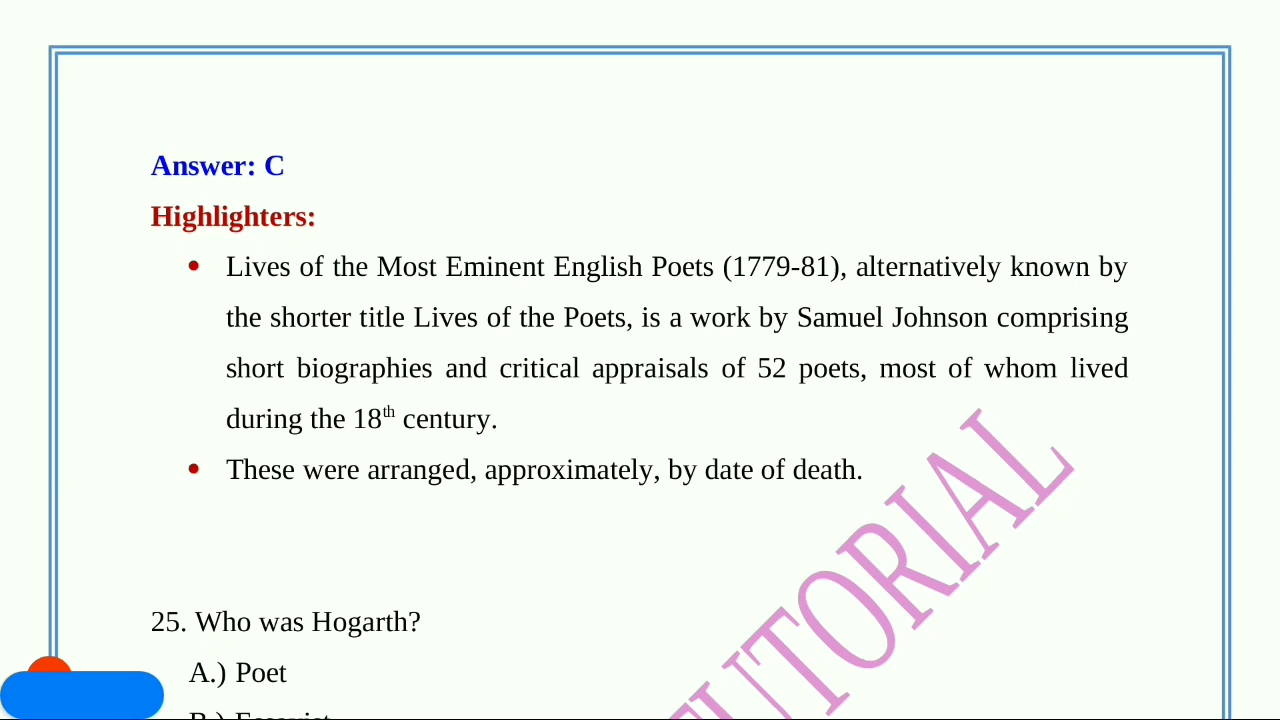 Answer: C
Highlighters:
• Lives of the Most Eminent English Poets (1779-81), alternatively known by
the shorter title Lives of the Poets, is a work by Samuel Johnson comprising
short biographies and critical appraisals of 52 poets, most of whom lived
during the 18th century.
• These were arranged, approximately, by date of death.
TUTORIAL
25. Who was Hogarth?
A.) Poet